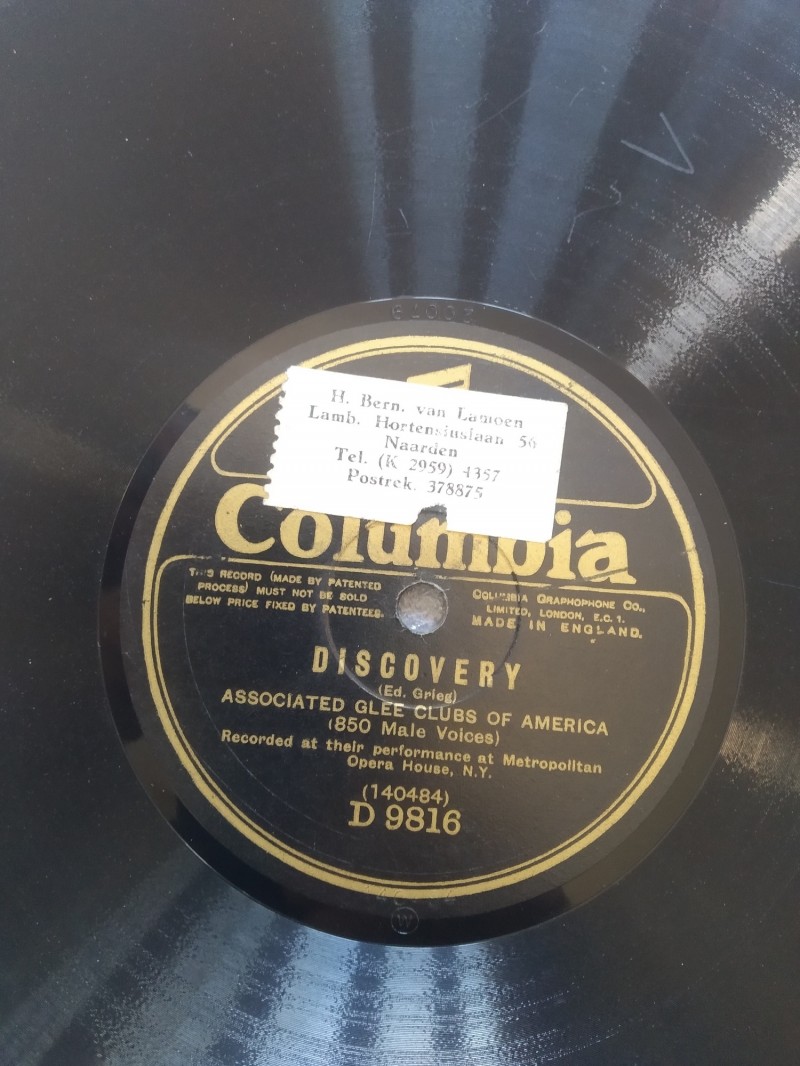 H. Bern. van Lamoen
Lamb. Hortensiuslaan 56
Naarden
Tel. (K 2959) 4357
Postrek. 378875
Columbia
THIS RECORD (MADE BY PATENTED
PROCESS) MUST NOT BE SOLD
BELOW PRICE FIXED BY PATENTEES.
COLUMBIA GRAPHOPHONE CO.,
LIMITED, LONDON, E.C. 1.
MADE IN ENGLAND.
DISCOVERY
(Ed. Grieg)
ASSOCIATED GLEE CLUBS OF AMERICA
(850 Male Voices)
Recorded at their performance at Metropolitan
Opera House, N.Y.
(140484)
D 9816
W